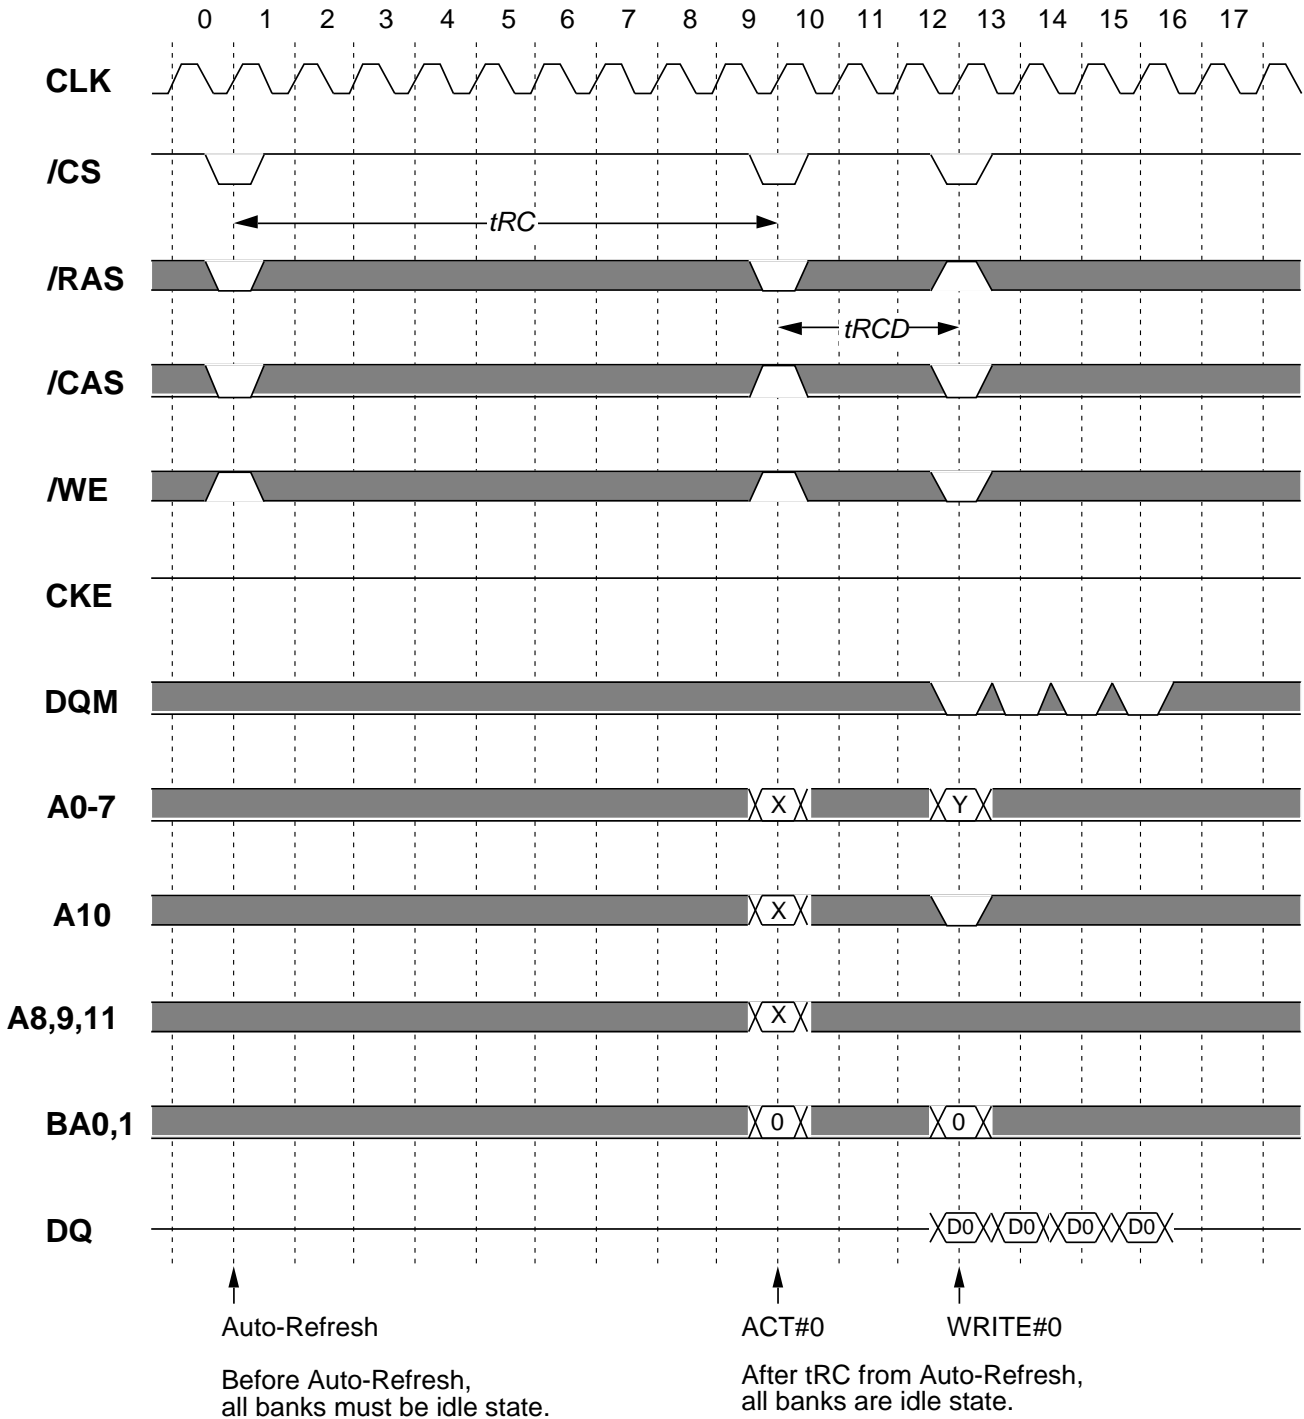 0 1 2 3 4 5 6 7 8 9 10 11 12 13 14 15 16 17
CLK
/CS
tRC
/RAS
tRCD
/CAS
/WE
CKE
DQM
A0-7 X Y
A10 X
A8,9,11 X
BA0,1 0 0
DQ D0 D0 D0 D0
Auto-Refresh ACT#0 WRITE#0
Before Auto-Refresh,
all banks must be idle state.
After tRC from Auto-Refresh,
all banks are idle state.